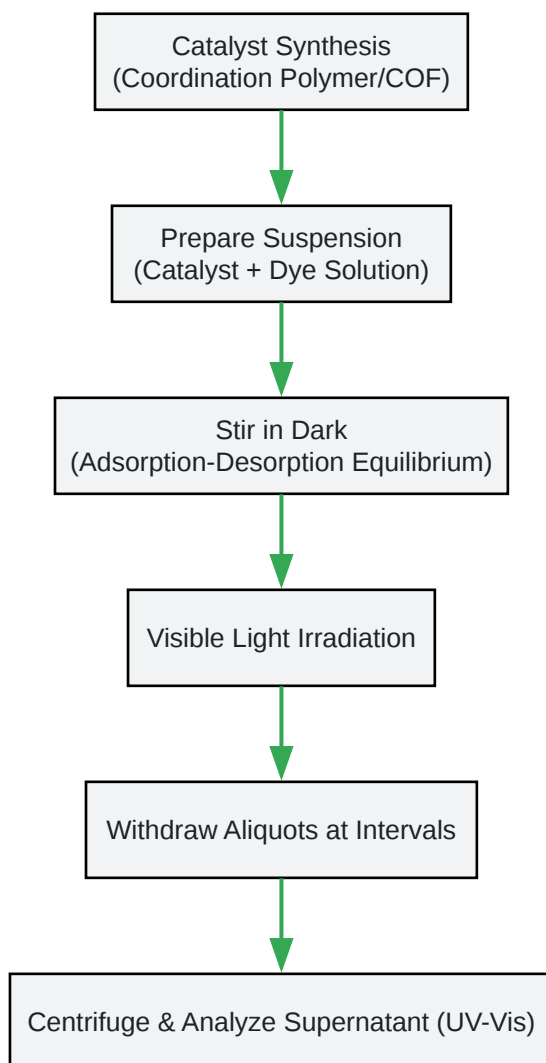 Catalyst Synthesis
(Coordination Polymer/COF)
Prepare Suspension
(Catalyst + Dye Solution)
Stir in Dark
(Adsorption-Desorption Equilibrium)
Visible Light Irradiation
Withdraw Aliquots at Intervals
Centrifuge & Analyze Supernatant (UV-Vis)